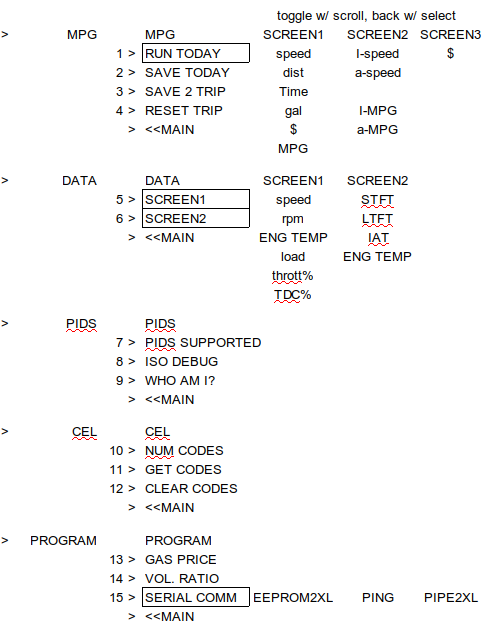 toggle w/ scroll, back w/ select
> MPG MPG SCREEN1 SCREEN2 SCREEN3
1 > RUN TODAY speed I-speed $
2 > SAVE TODAY dist a-speed
3 > SAVE 2 TRIP Time
4 > RESET TRIP gal I-MPG
> <<MAIN $ a-MPG
MPG
> DATA DATA SCREEN1 SCREEN2
5 > SCREEN1 speed STFT
6 > SCREEN2 rpm LTFT
> <<MAIN ENG TEMP IAT
load ENG TEMP
thrott%
TDC%
> PIDS PIDS
7 > PIDS SUPPORTED
8 > ISO DEBUG
9 > WHO AM I?
> <<MAIN
> CEL CEL
10 > NUM CODES
11 > GET CODES
12 > CLEAR CODES
> <<MAIN
> PROGRAM PROGRAM
13 > GAS PRICE
14 > VOL. RATIO
15 > SERIAL COMM EEPROM2XL PING PIPE2XL
> <<MAIN